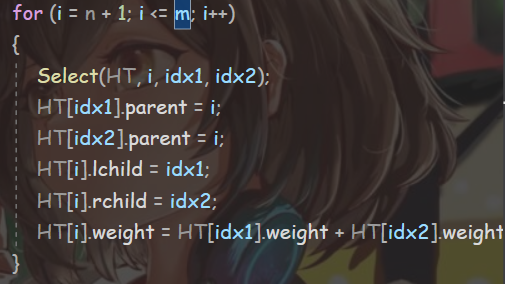 for (i = n + 1; i <= m; i++)
{
Select(HT, i, idx1, idx2);
HT[idx1].parent = i;
HT[idx2].parent = i;
HT[i].lchild = idx1;
HT[i].rchild = idx2;
HT[i].weight = HT[idx1].weight + HT[idx2].weight
}